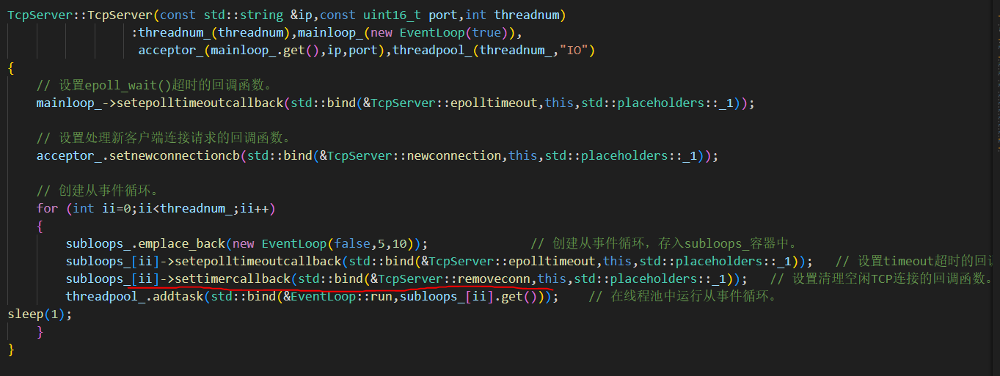 TcpServer::TcpServer(const std::string &ip,const uint16_t port,int threadnum)
:threadnum_(threadnum),mainloop_(new EventLoop(true)),
acceptor_(mainloop_.get(),ip,port),threadpool_(threadnum_,"IO")
{
// 设置epoll_wait()超时的回调函数。
mainloop_->setepolltimeoutcallback(std::bind(&TcpServer::epolltimeout,this,std::placeholders::_1));
// 设置处理新客户端连接请求的回调函数。
acceptor_.setnewconnectioncb(std::bind(&TcpServer::newconnection,this,std::placeholders::_1));
// 创建从事件循环。
for (int ii=0;ii<threadnum_;ii++)
{
subloops_.emplace_back(new EventLoop(false,5,10)); // 创建从事件循环，存入subloops_容器中。
subloops_[ii]->setepolltimeoutcallback(std::bind(&TcpServer::epolltimeout,this,std::placeholders::_1)); // 设置timeout超时的回
subloops_[ii]->settimercallback(std::bind(&TcpServer::removeconn,this,std::placeholders::_1)); // 设置清理空闲TCP连接的回调函数。
threadpool_.addtask(std::bind(&EventLoop::run,subloops_[ii].get())); // 在线程池中运行从事件循环。
sleep(1);
}
}